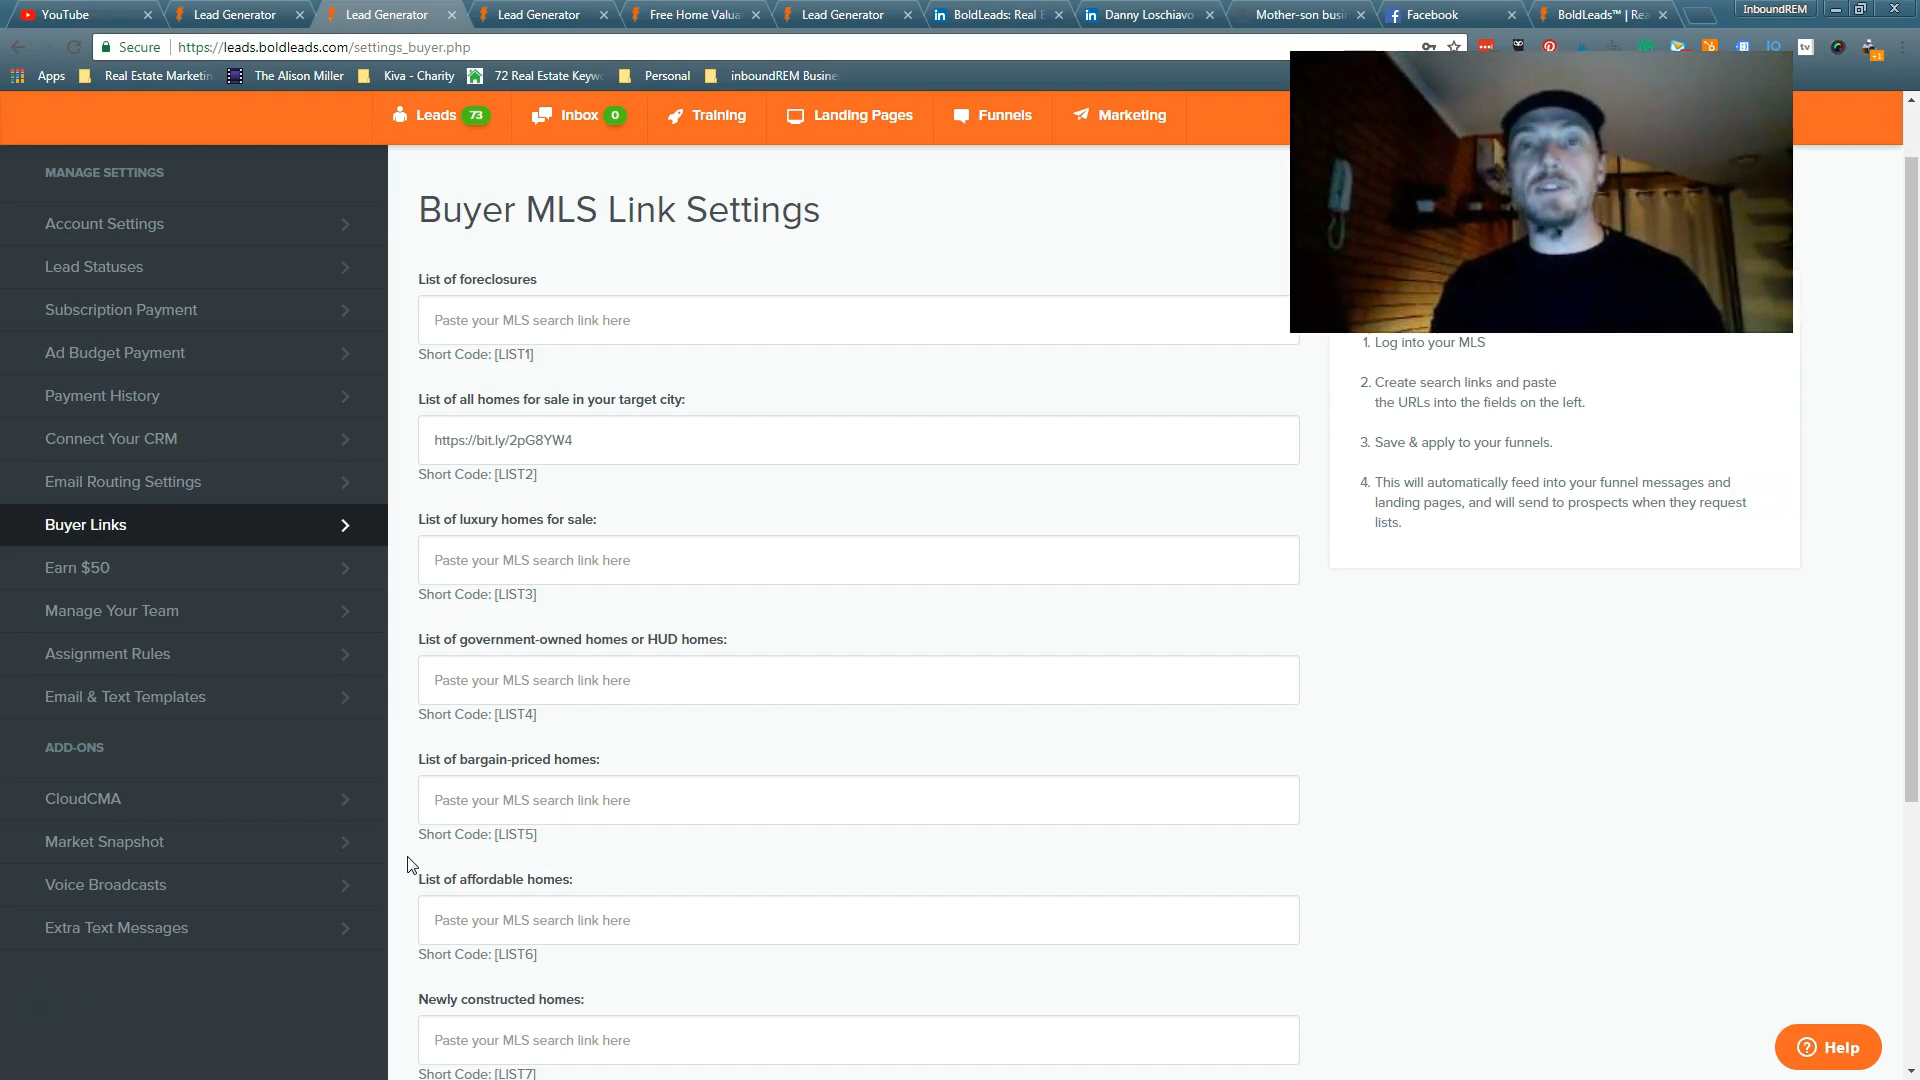 YouTube
Lead Generator
Lead Generator
Lead Generator
Free Home Valua
Lead Generator
BoldLeads: Real E
Danny Loschiavo
Mother-son busi
Facebook
BoldLeads™ | Rea
InboundREM
Secure
https://leads.boldleads.com/settings_buyer.php
Apps
Real Estate Marketin
The Alison Miller
Kiva - Charity
72 Real Estate Keyw
Personal
inboundREM Busine
Leads 73
Inbox 0
Training
Landing Pages
Funnels
Marketing
MANAGE SETTINGS
Account Settings
Lead Statuses
Subscription Payment
Ad Budget Payment
Payment History
Connect Your CRM
Email Routing Settings
Buyer Links
Earn $50
Manage Your Team
Assignment Rules
Email & Text Templates
ADD-ONS
CloudCMA
Market Snapshot
Voice Broadcasts
Extra Text Messages
Buyer MLS Link Settings
List of foreclosures
Paste your MLS search link here
Short Code: [LIST1]
List of all homes for sale in your target city:
https://bit.ly/2pG8YW4
Short Code: [LIST2]
List of luxury homes for sale:
Paste your MLS search link here
Short Code: [LIST3]
List of government-owned homes or HUD homes:
Paste your MLS search link here
Short Code: [LIST4]
List of bargain-priced homes:
Paste your MLS search link here
Short Code: [LIST5]
List of affordable homes:
Paste your MLS search link here
Short Code: [LIST6]
Newly constructed homes:
Paste your MLS search link here
Short Code: [LIST7]
1. Log into your MLS
2. Create search links and paste
the URLs into the fields on the left.
3. Save & apply to your funnels.
4. This will automatically feed into your funnel messages and
landing pages, and will send to prospects when they request
lists.
Help